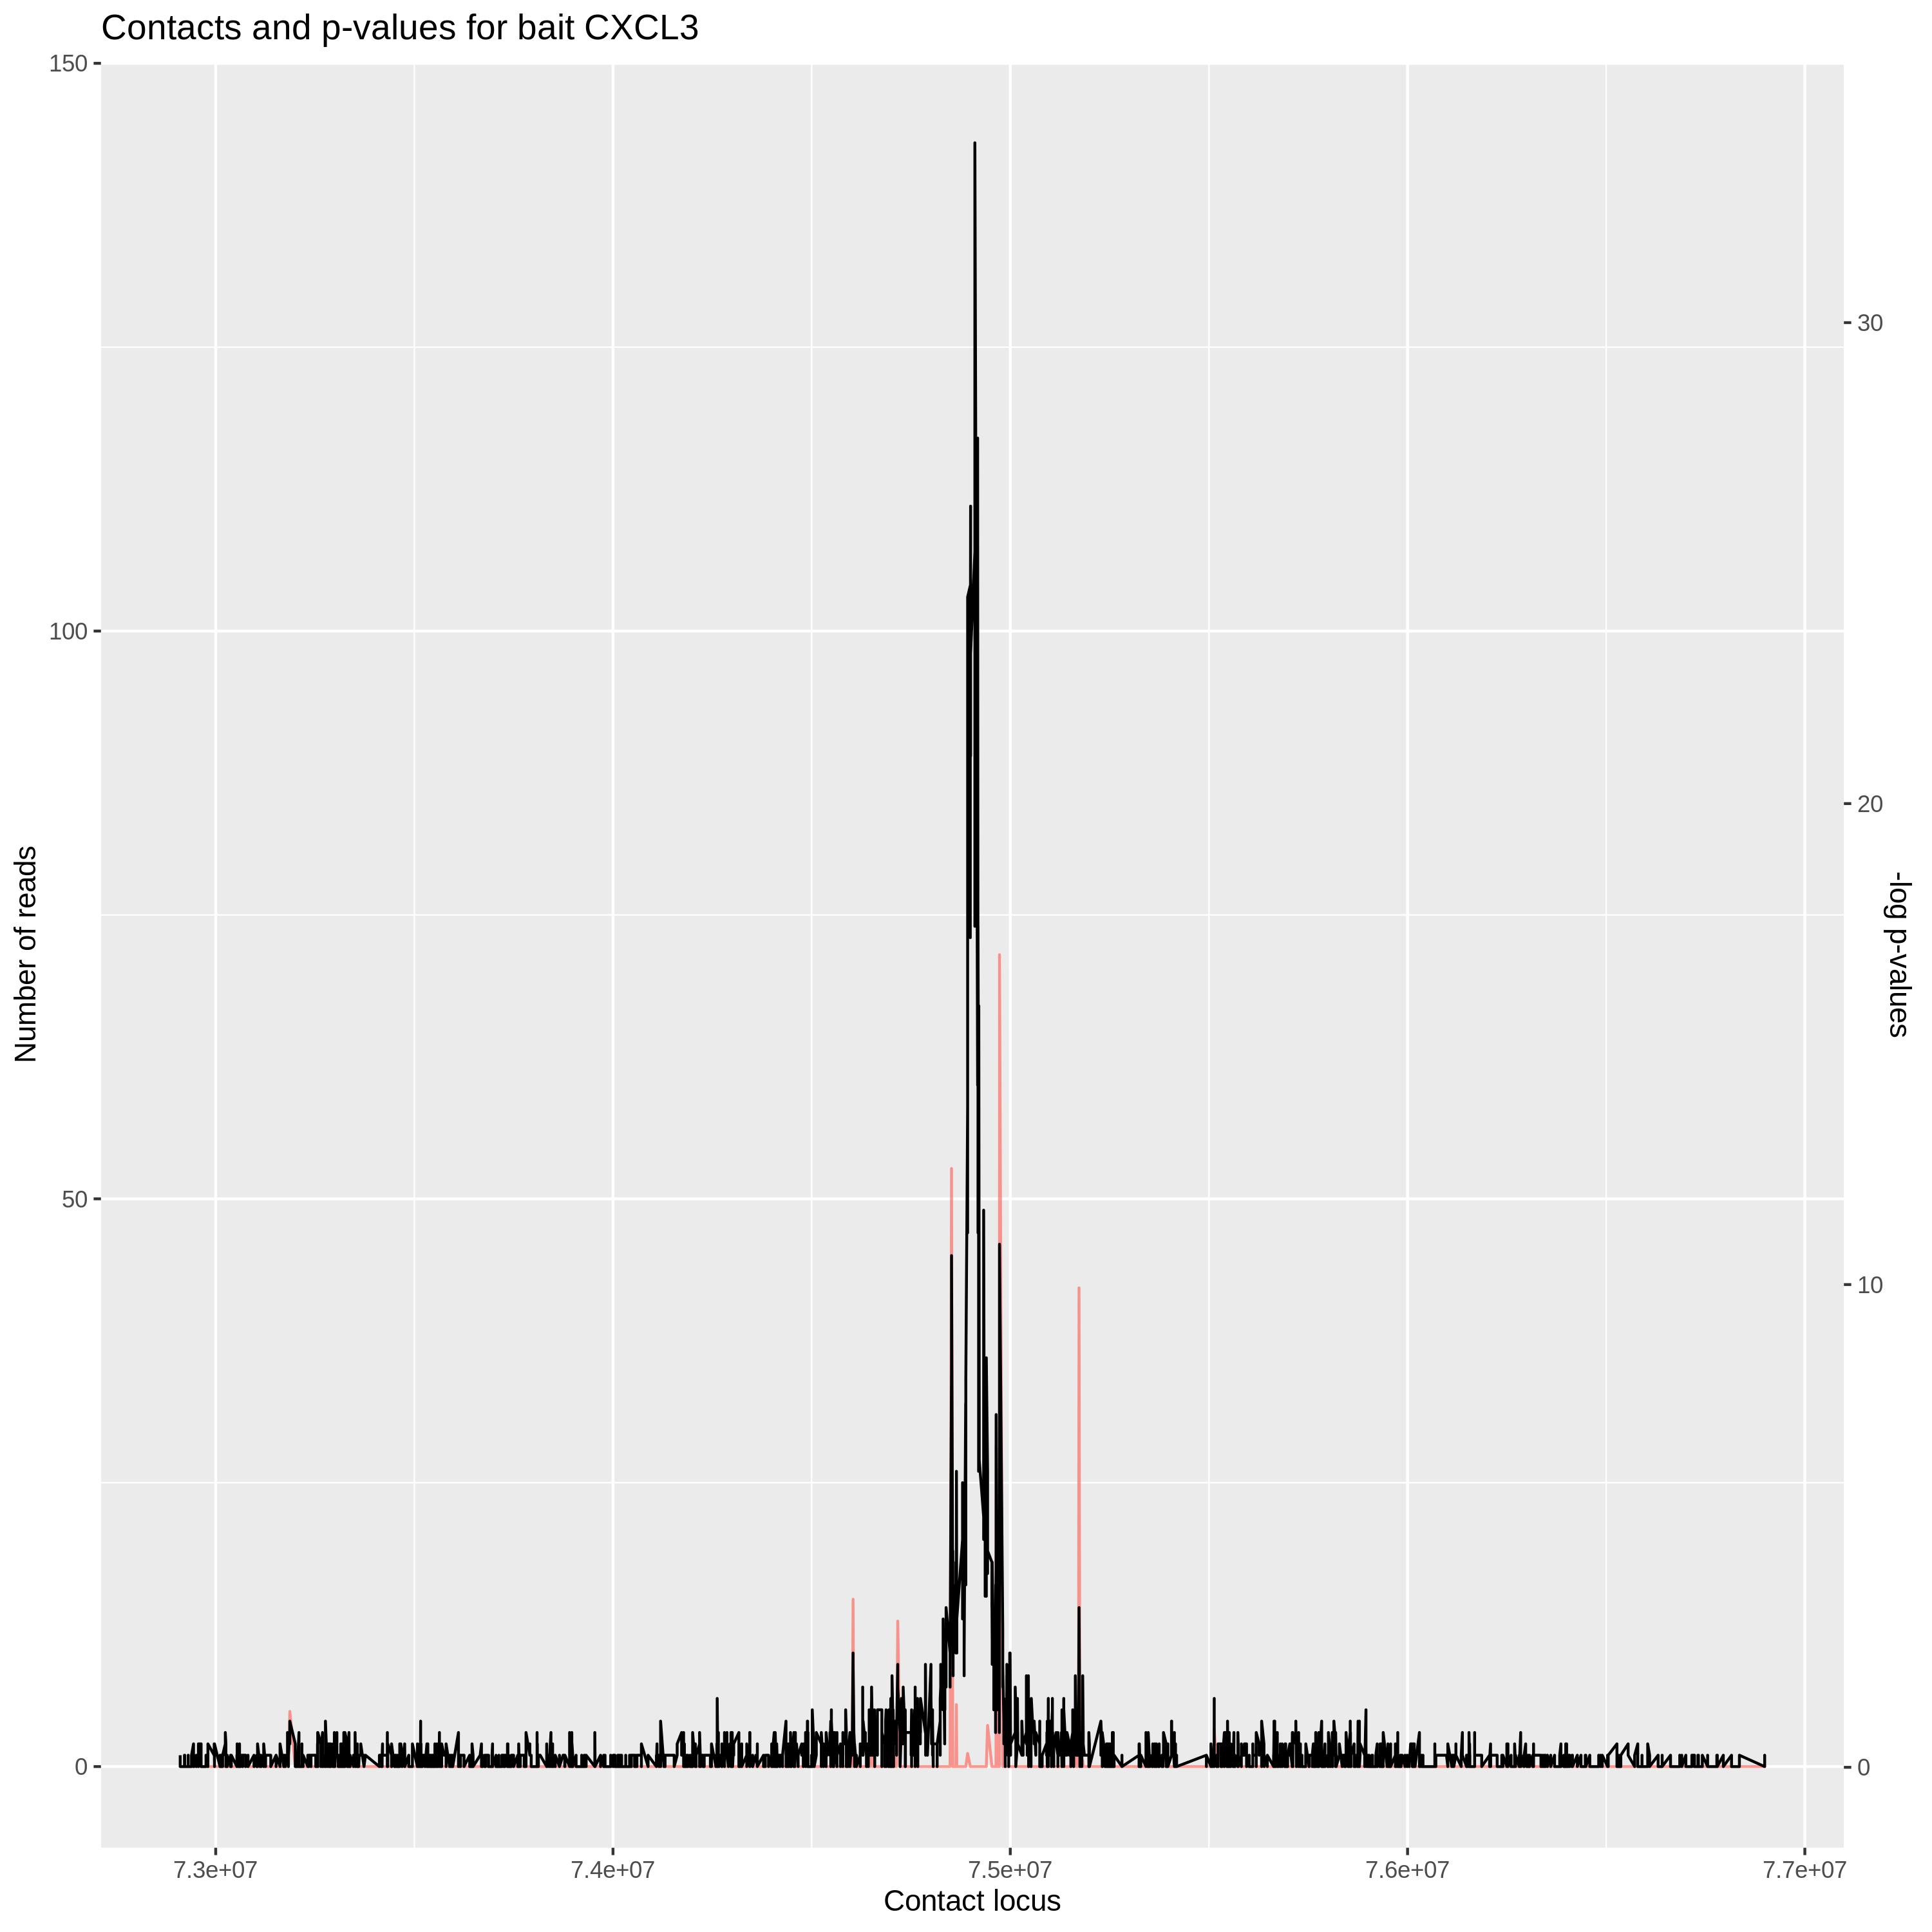 Contacts and p-values for bait CXCL3
150
100
50
0
Number of reads
30
20
10
0
-log p-values
7.3e+07
7.4e+07
7.5e+07
7.6e+07
7.7e+07
Contact locus